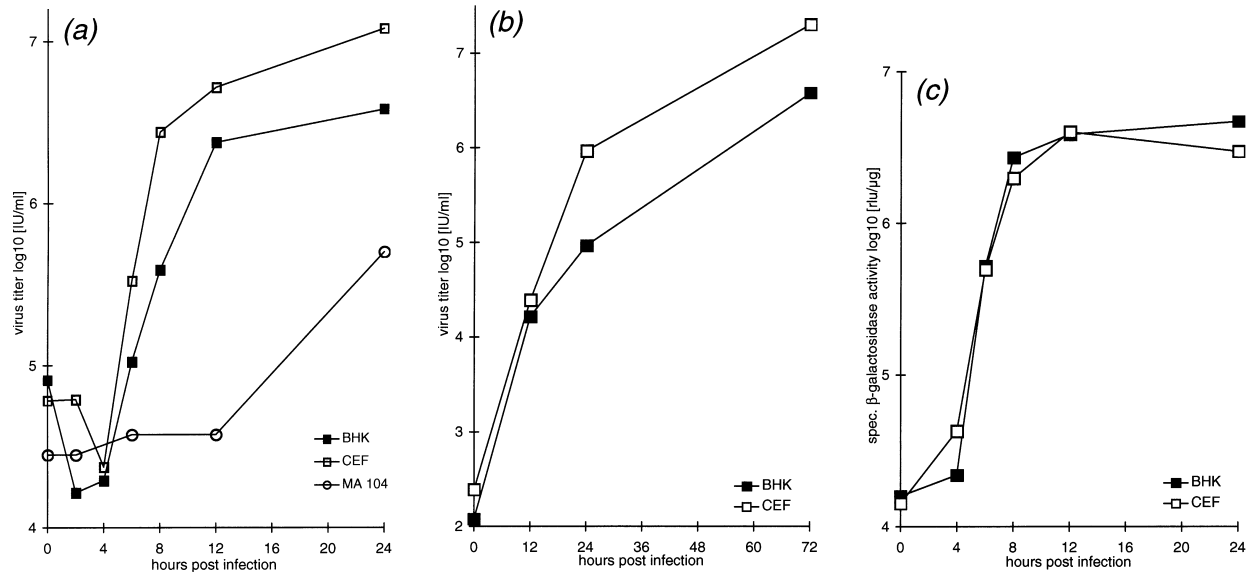 (a)
virus titer log10 [IU/ml]
7
6
5
4
0 4 8 12 16 20 24
hours post infection
BHK
CEF
MA 104
(b)
virus titer log10 [IU/ml]
7
6
5
4
3
2
0 12 24 36 48 60 72
hours post infection
BHK
CEF
(c)
spec. β-galactosidase activity log10 [rlu/µg]
7
6
5
4
0 4 8 12 16 20 24
hours post infection
BHK
CEF